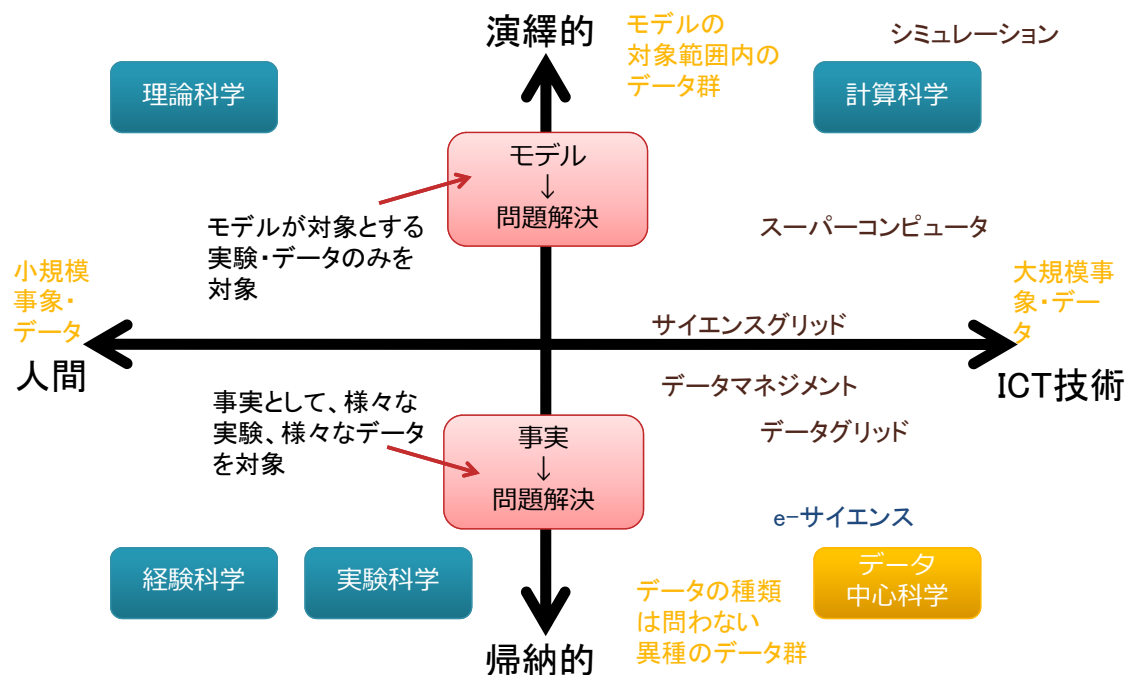 演繹的
モデルの
対象範囲内の
データ群
シミュレーション
理論科学
計算科学
モデル
↓
問題解決
モデルが対象とする
実験・データのみを
対象
スーパーコンピュータ
小規模
事象・
データ
大規模事
象・デー
タ
サイエンスグリッド
人間
ICT技術
データマネジメント
事実として、様々な
実験、様々なデータ
を対象
データグリッド
事実
↓
問題解決
e-サイエンス
経験科学
実験科学
データ
中心科学
データの種類
は問わない
異種のデータ群
帰納的